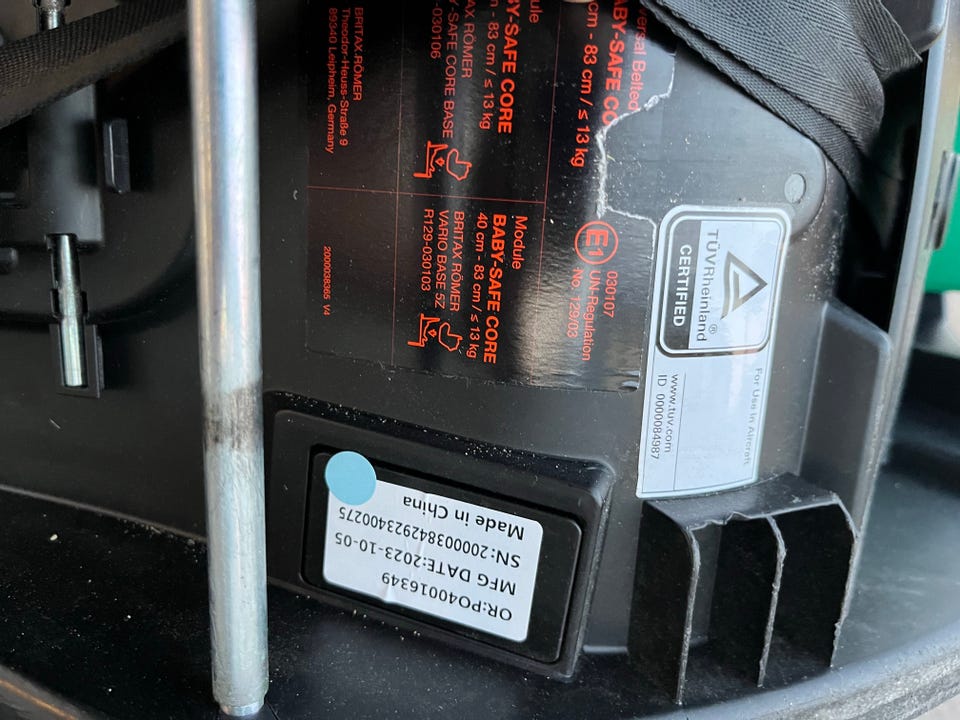 030107
UN-Regulation
No. 129/03
E1
Belted
BABY-SAFE
cm - 83 cm / ≤ 13 kg
Module
BABY-SAFE CORE
cm - 83 cm / ≤ 13 kg
RÖMER
SAFE CORE BASE
-030106
Module
BABY-SAFE CORE
40 cm - 83 cm / ≤ 13 kg
BRITAX RÖMER
VARIO BASE 5Z
R129-030103
BRITAX RÖMER
Theodor-Heuss-Straße 9
89340 Leipheim, Germany
2000038365 V4
TÜVRheinland®
CERTIFIED
For Use in Aircraft
www.tuv.com
ID 0000084987
OR:PO40016349
MFG DATE:2023-10-05
SN:200003842923400275
Made in China